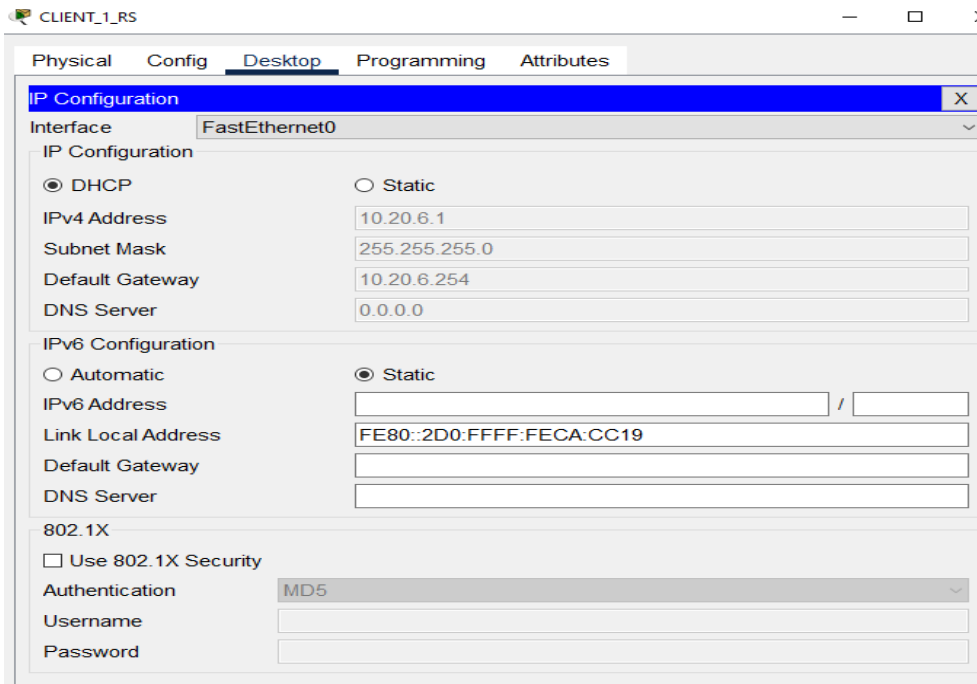 CLIENT_1_RS
Physical Config Desktop Programming Attributes
IP Configuration X
Interface FastEthernet0
IP Configuration
DHCP Static
IPv4 Address 10.20.6.1
Subnet Mask 255.255.255.0
Default Gateway 10.20.6.254
DNS Server 0.0.0.0
IPv6 Configuration
Automatic Static
IPv6 Address /
Link Local Address FE80::2D0:FFFF:FECA:CC19
Default Gateway
DNS Server
802.1X
Use 802.1X Security
Authentication MD5
Username
Password